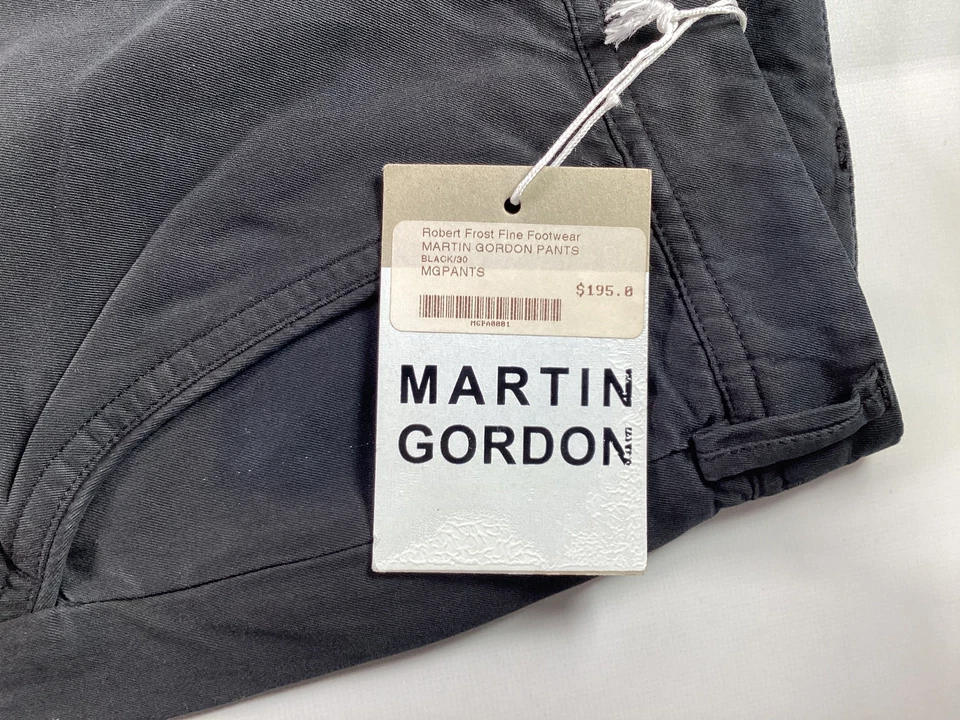 Robert Frost Fine Footwear
MARTIN GORDON PANTS
BLACK/30
MGPANTS
$195.0
MGPA0001
MARTIN
GORDON